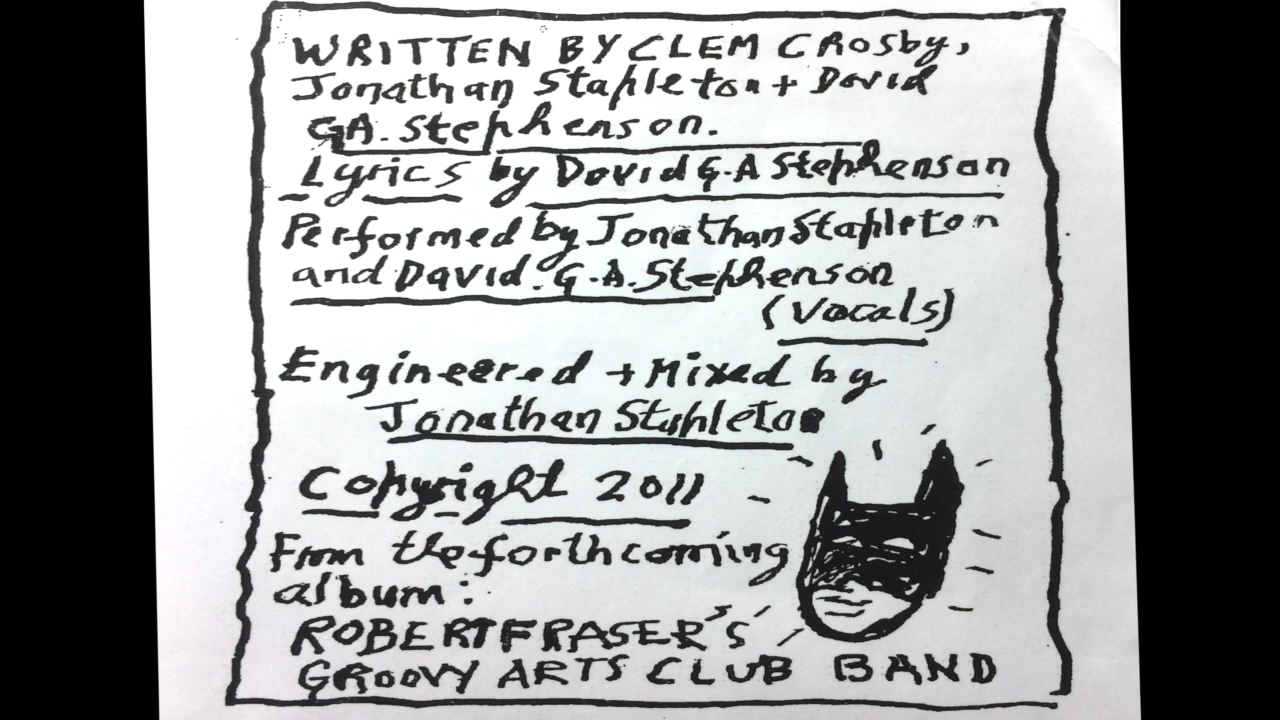 WRITTEN BY CLEM CROSBY,
Jonathan Stapleton + David
G.A. Stephenson.
Lyrics by David G.A Stephenson
Performed by Jonathan Stapleton
and David. G.A. Stephenson
(Vocals)
Engineered + Mixed by
Jonathan Stapleton
Copyright 2011
From the forthcoming
album:
ROBERT FRASER'S
GROOVY ARTS CLUB BAND